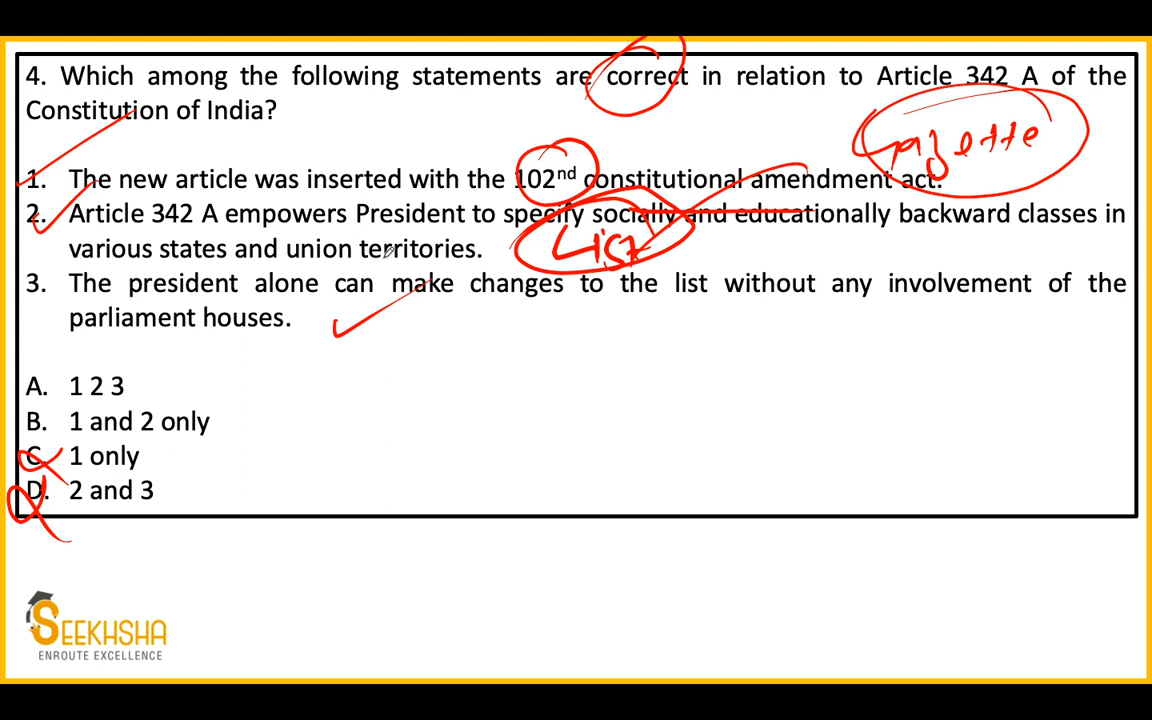 4. Which among the following statements are correct in relation to Article 342 A of the
Constitution of India?
Gazette
1. The new article was inserted with the 102nd constitutional amendment act.
2. Article 342 A empowers President to specify socially and educationally backward classes in
various states and union territories.
List
3. The president alone can make changes to the list without any involvement of the
parliament houses.
A. 1 2 3
B. 1 and 2 only
C. 1 only
D. 2 and 3
SEEKHSHA
ENROUTE EXCELLENCE